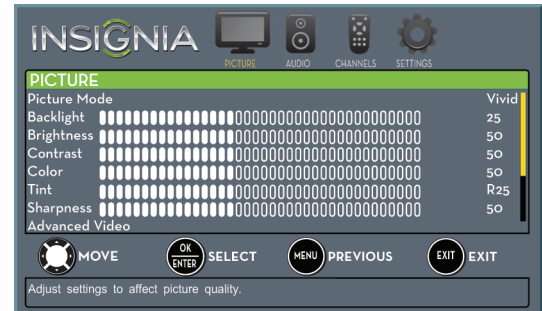 INSIGNIA
PICTURE AUDIO CHANNELS SETTINGS
PICTURE
Picture Mode Vivid
Backlight 25
Brightness 50
Contrast 50
Color 50
Tint R25
Sharpness 50
Advanced Video
MOVE OK ENTER SELECT MENU PREVIOUS EXIT EXIT
Adjust settings to affect picture quality.